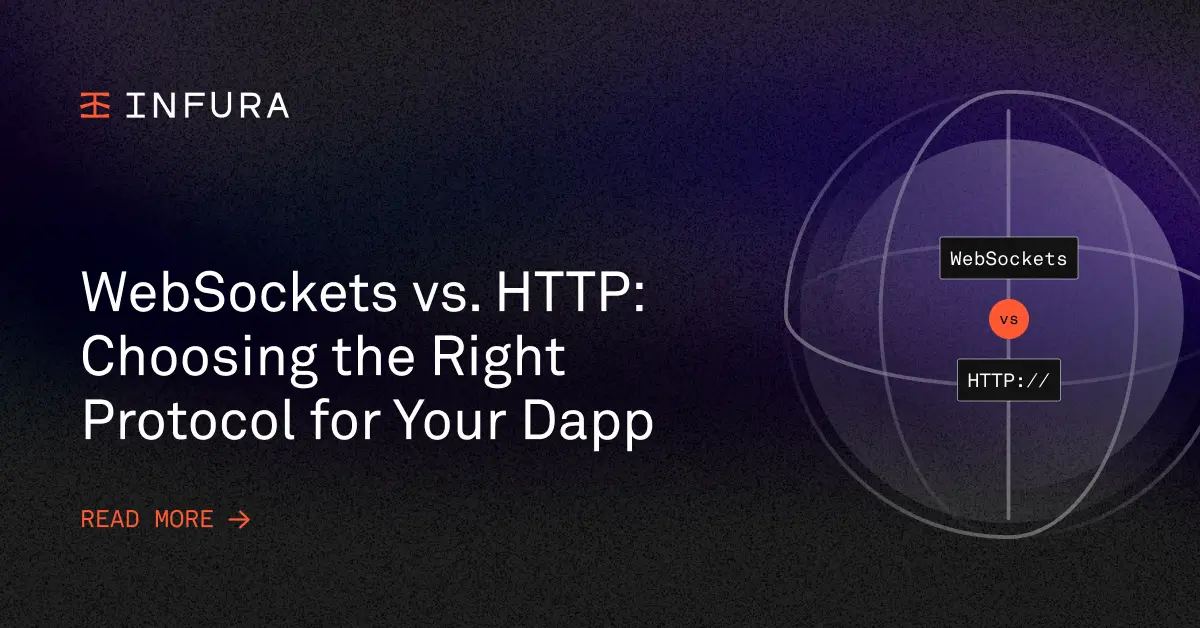 INFURA
WebSockets vs. HTTP:
Choosing the Right
Protocol for Your Dapp
READ MORE →
WebSockets
vs
HTTP://